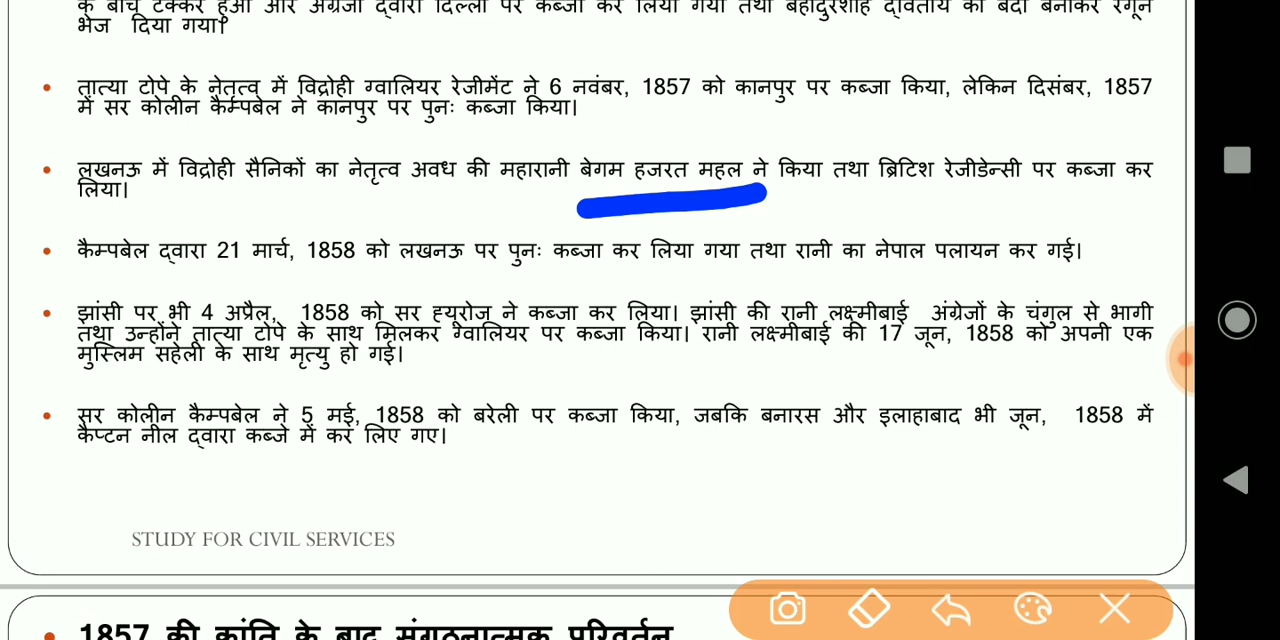 के बीच टक्कर हुआ और अंग्रेजों द्वारा दिल्ली पर कब्जा कर लिया गया तथा बहादुरशाह द्वितीय को बंदी बनाकर रंगून
भेज दिया गया।
• तात्या टोपे के नेतृत्व में विद्रोही ग्वालियर रेजीमेंट ने 6 नवंबर, 1857 को कानपुर पर कब्जा किया, लेकिन दिसंबर, 1857
में सर कोलीन कैम्पबेल ने कानपुर पर पुनः कब्जा किया।
• लखनऊ में विद्रोही सैनिकों का नेतृत्व अवध की महारानी बेगम हजरत महल ने किया तथा ब्रिटिश रेजीडेन्सी पर कब्जा कर
लिया।
• कैम्पबेल द्वारा 21 मार्च, 1858 को लखनऊ पर पुनः कब्जा कर लिया गया तथा रानी का नेपाल पलायन कर गई।
• झांसी पर भी 4 अप्रैल, 1858 को सर ह्यूरोज ने कब्जा कर लिया। झांसी की रानी लक्ष्मीबाई अंग्रेजों के चंगुल से भागी
तथा उन्होंने तात्या टोपे के साथ मिलकर ग्वालियर पर कब्जा किया। रानी लक्ष्मीबाई की 17 जून, 1858 को अपनी एक
मुस्लिम सहेली के साथ मृत्यु हो गई।
• सर कोलीन कैम्पबेल ने 5 मई, 1858 को बरेली पर कब्जा किया, जबकि बनारस और इलाहाबाद भी जून, 1858 में
कैप्टन नील द्वारा कब्जे में कर लिए गए।
STUDY FOR CIVIL SERVICES
• 1857 की क्रांति के बाद संगठनात्मक परिवर्तन